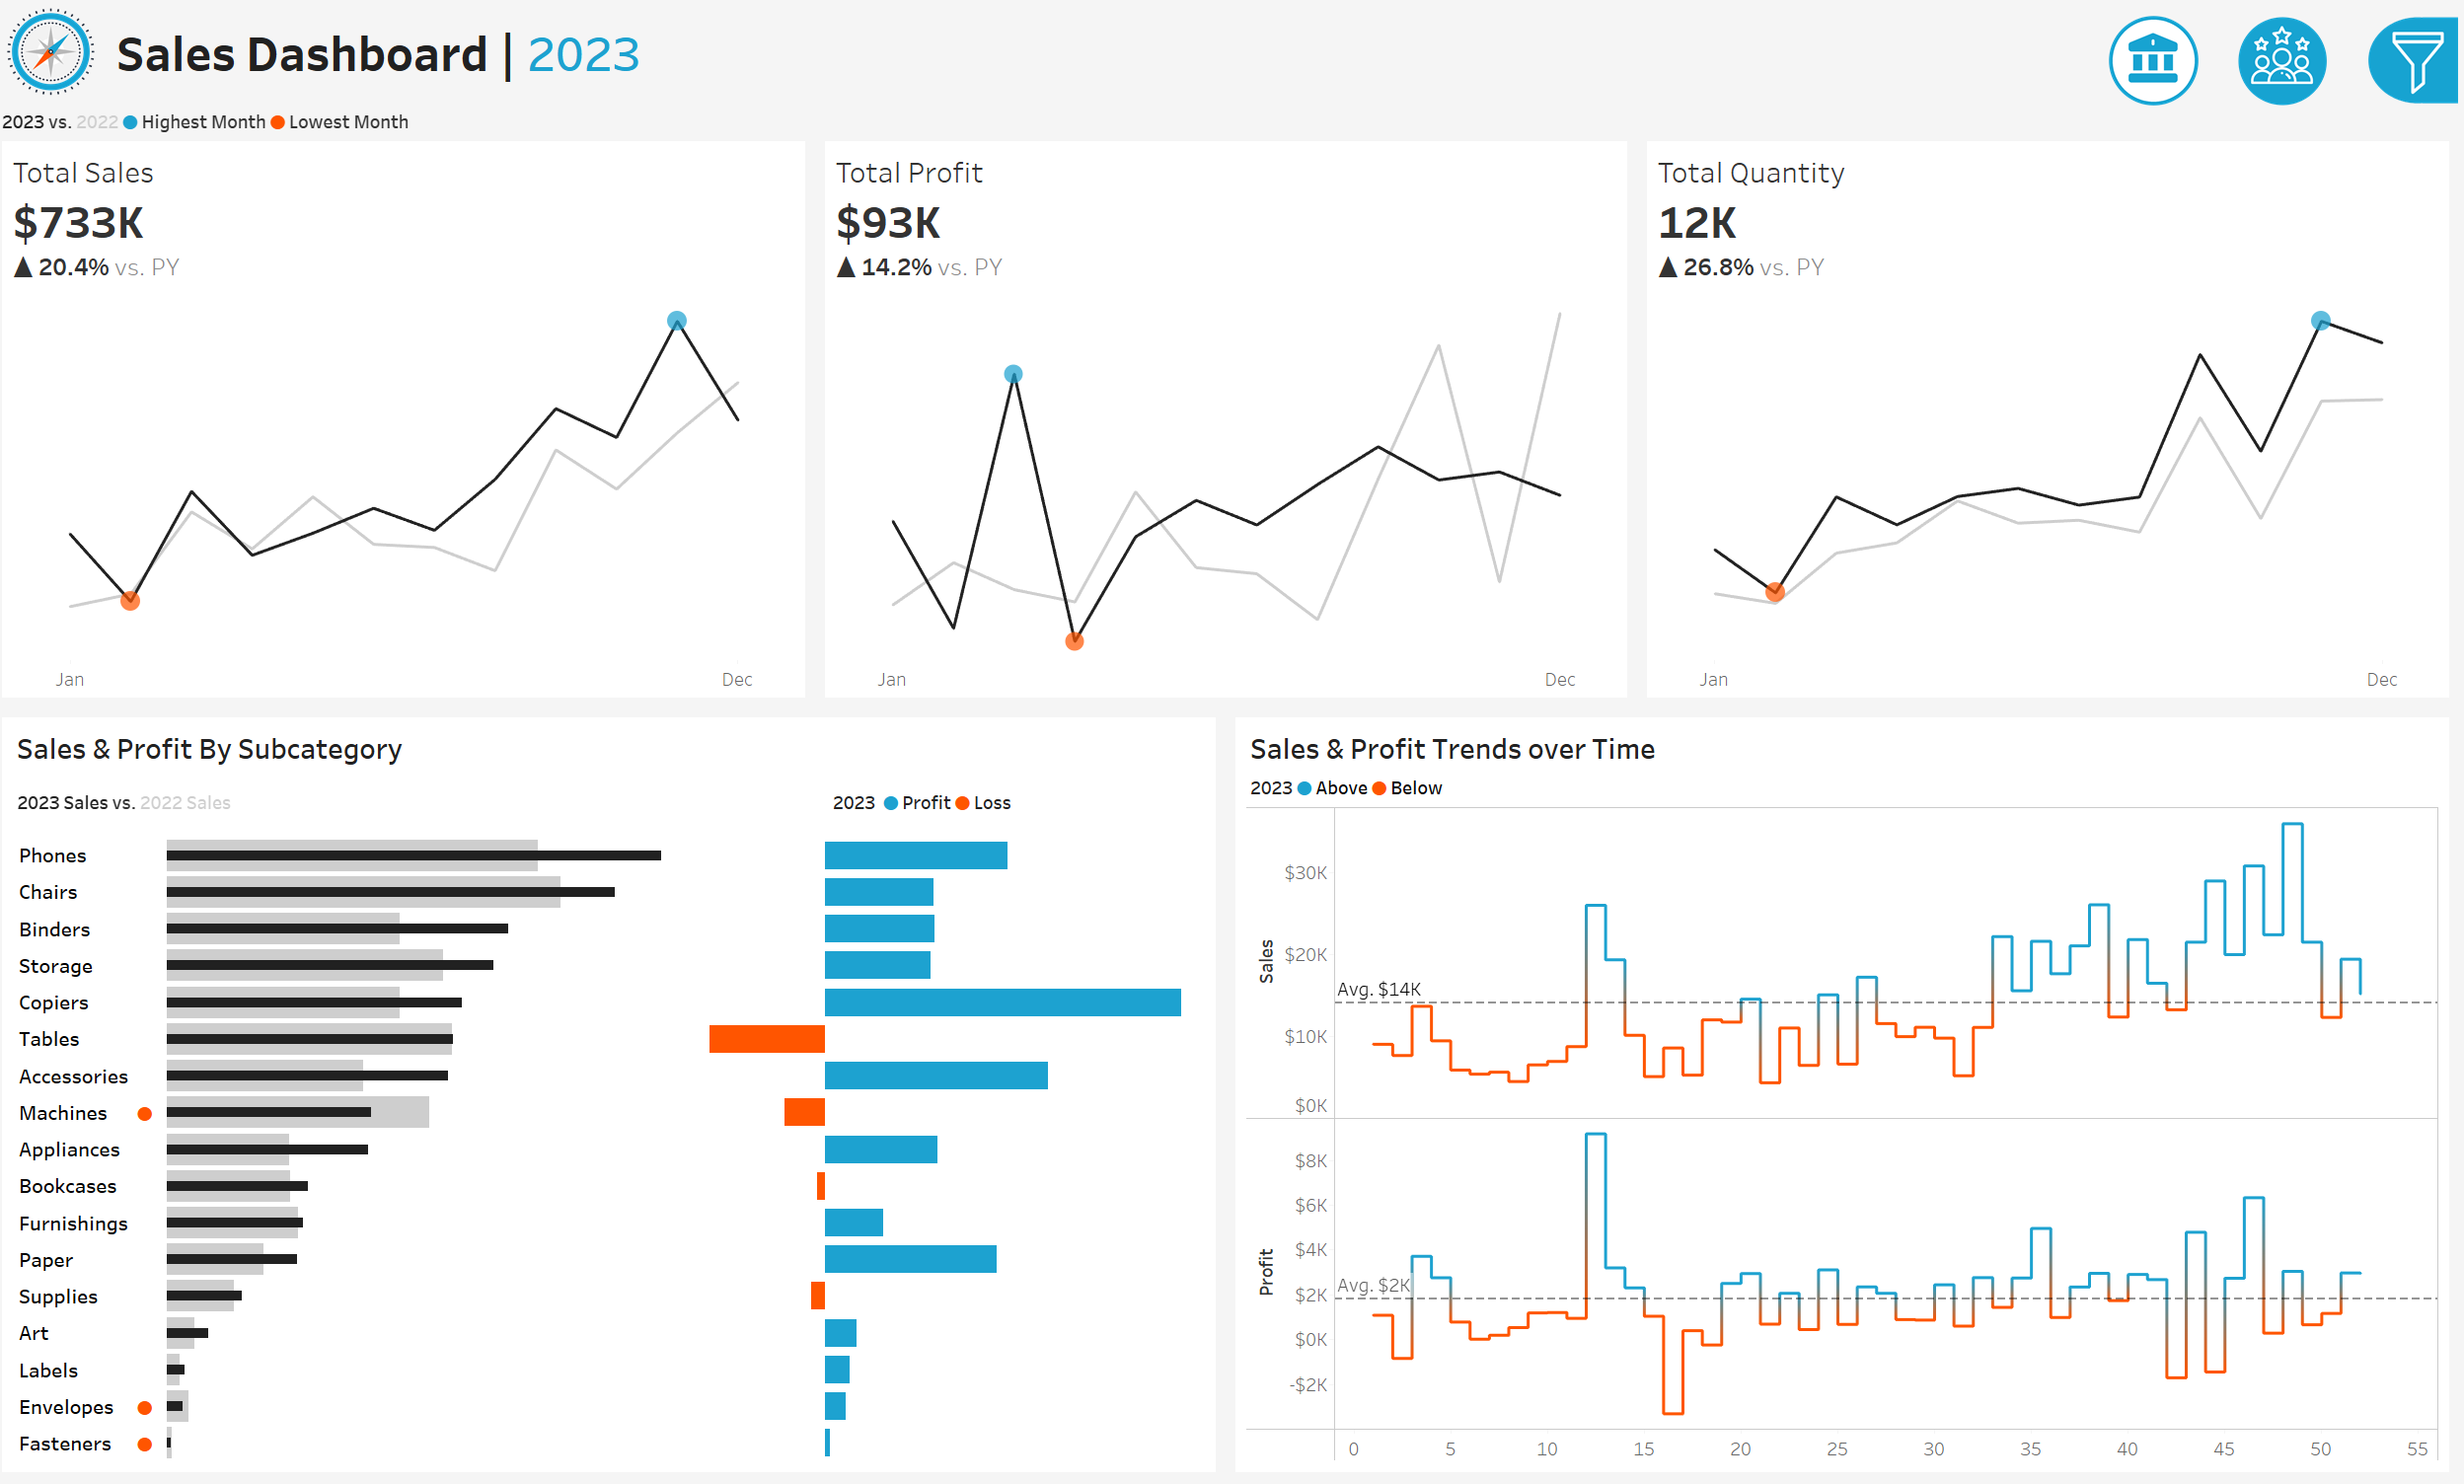 Sales Dashboard | 2023
2023 vs. 2022 Highest Month Lowest Month
Total Sales
$733K
▲ 20.4% vs. PY
Jan Dec
Total Profit
$93K
▲ 14.2% vs. PY
Jan Dec
Total Quantity
12K
▲ 26.8% vs. PY
Jan Dec
Sales & Profit By Subcategory
2023 Sales vs. 2022 Sales
2023 Profit Loss
Phones
Chairs
Binders
Storage
Copiers
Tables
Accessories
Machines
Appliances
Bookcases
Furnishings
Paper
Supplies
Art
Labels
Envelopes
Fasteners
Sales & Profit Trends over Time
2023 Above Below
Sales
$30K
$20K
Avg. $14K
$10K
$0K
Profit
$8K
$6K
$4K
Avg. $2K
$2K
$0K
-$2K
0 5 10 15 20 25 30 35 40 45 50 55